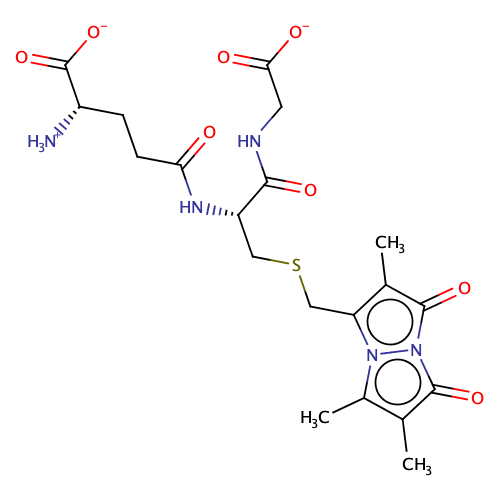 O⁻ O⁻
O O
H₃N⁺ O HN
HN O
CH₃
S O
N N
H₃C O
CH₃